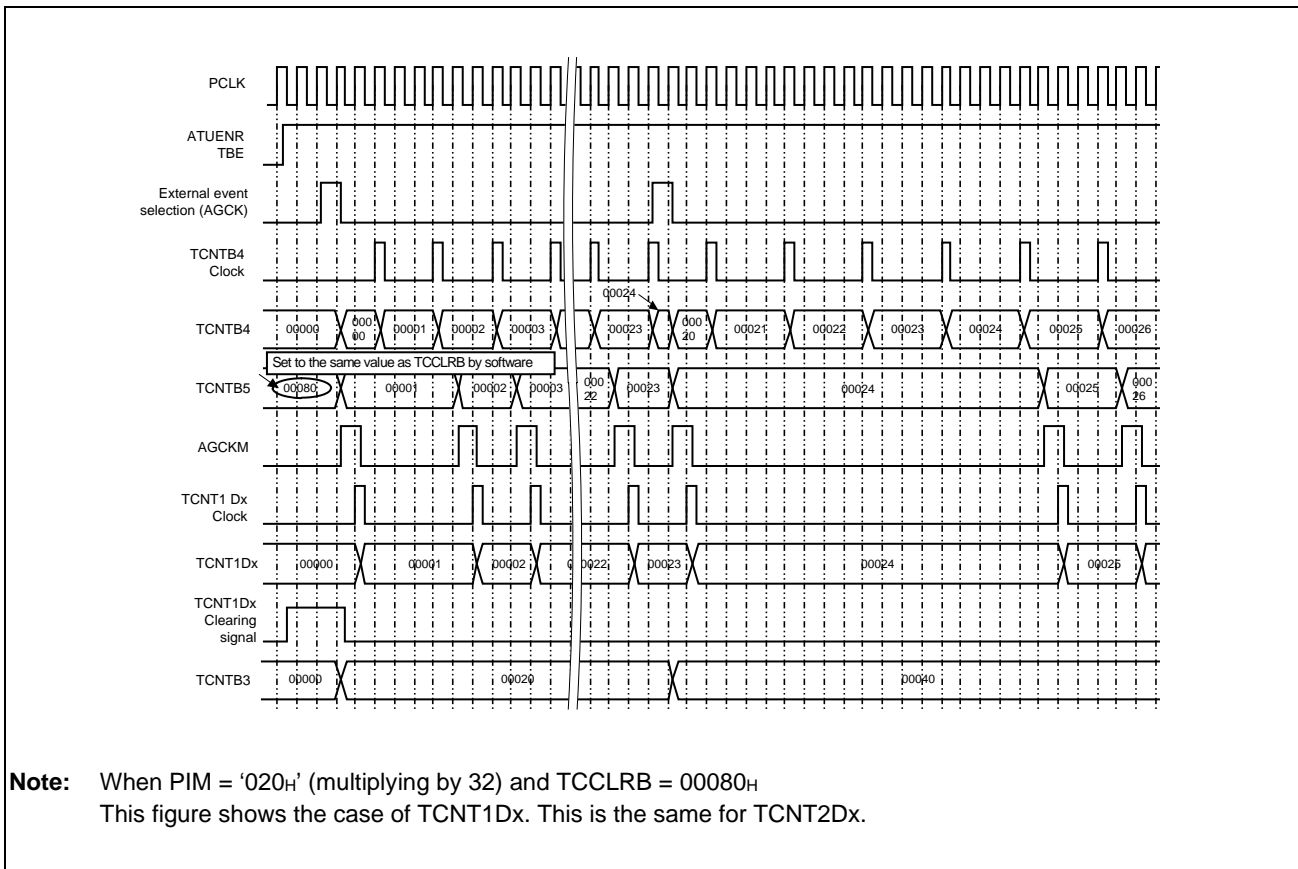 PCLK
ATUENR
TBE
External event
selection (AGCK)
TCNTB4
Clock
00024
TCNTB4
00000
000
00
00001
00002
00003
00023
000
20
00021
00022
00023
00024
00025
00026
Set to the same value as TCCLRB by software
TCNTB5
00080
00001
00002
00003
000
22
00023
00024
00025
000
26
AGCKM
TCNT1 Dx
Clock
TCNT1Dx
00000
00001
00002
00022
00023
00024
00025
TCNT1Dx
Clearing
signal
TCNTB3
00000
00020
00040
Note: When PIM = ‘020H’ (multiplying by 32) and TCCLRB = 00080H
This figure shows the case of TCNT1Dx. This is the same for TCNT2Dx.